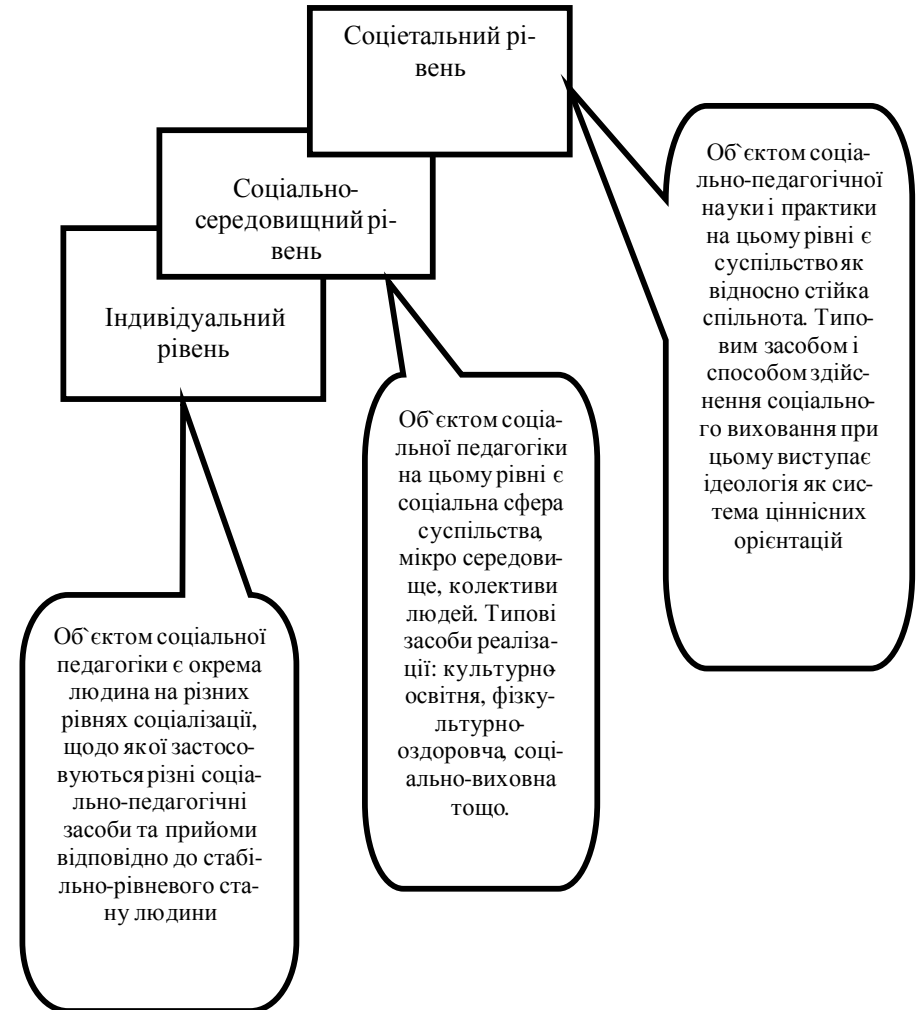 Соціетальний рі-
вень
Соціально-
середовищний рі-
вень
Індивідуальний
рівень
Об`єктом соціа-
льно-педагогічної
науки і практики
на цьому рівні є
суспільство як
відносно стійка
спільнота. Типо-
вим засобом і
способом здійс-
нення соціально-
го виховання при
цьому виступає
ідеологія як сис-
тема ціннісних
орієнтацій
Об`єктом соціа-
льної педагогіки
на цьому рівні є
соціальна сфера
суспільства,
мікро середови-
ще, колективи
людей. Типові
засоби реаліза-
ції: культурно-
освітня, фізку-
льтурно-
оздоровча, соці-
ально-виховна
тощо.
Об`єктом соціальної
педагогіки є окрема
людина на різних
рівнях соціалізації,
щодо якої застосо-
вуються різні соціа-
льно-педагогічні
засоби та прийоми
відповідно до стабі-
льно-рівневого ста-
ну людини